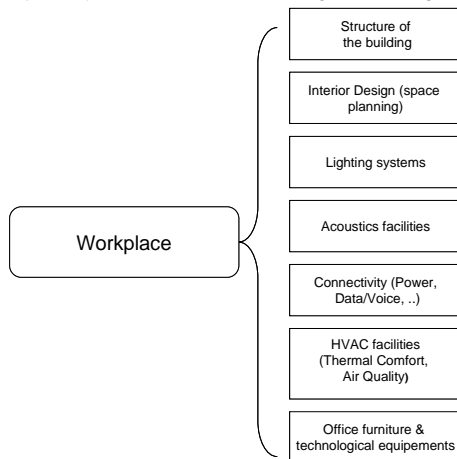 Structure of
the building
Interior Design (space
planning)
Lighting systems
Acoustics facilities
Workplace
Connectivity (Power,
Data/Voice, ..)
HVAC facilities
(Thermal Comfort,
Air Quality)
Office furniture &
technological equipements